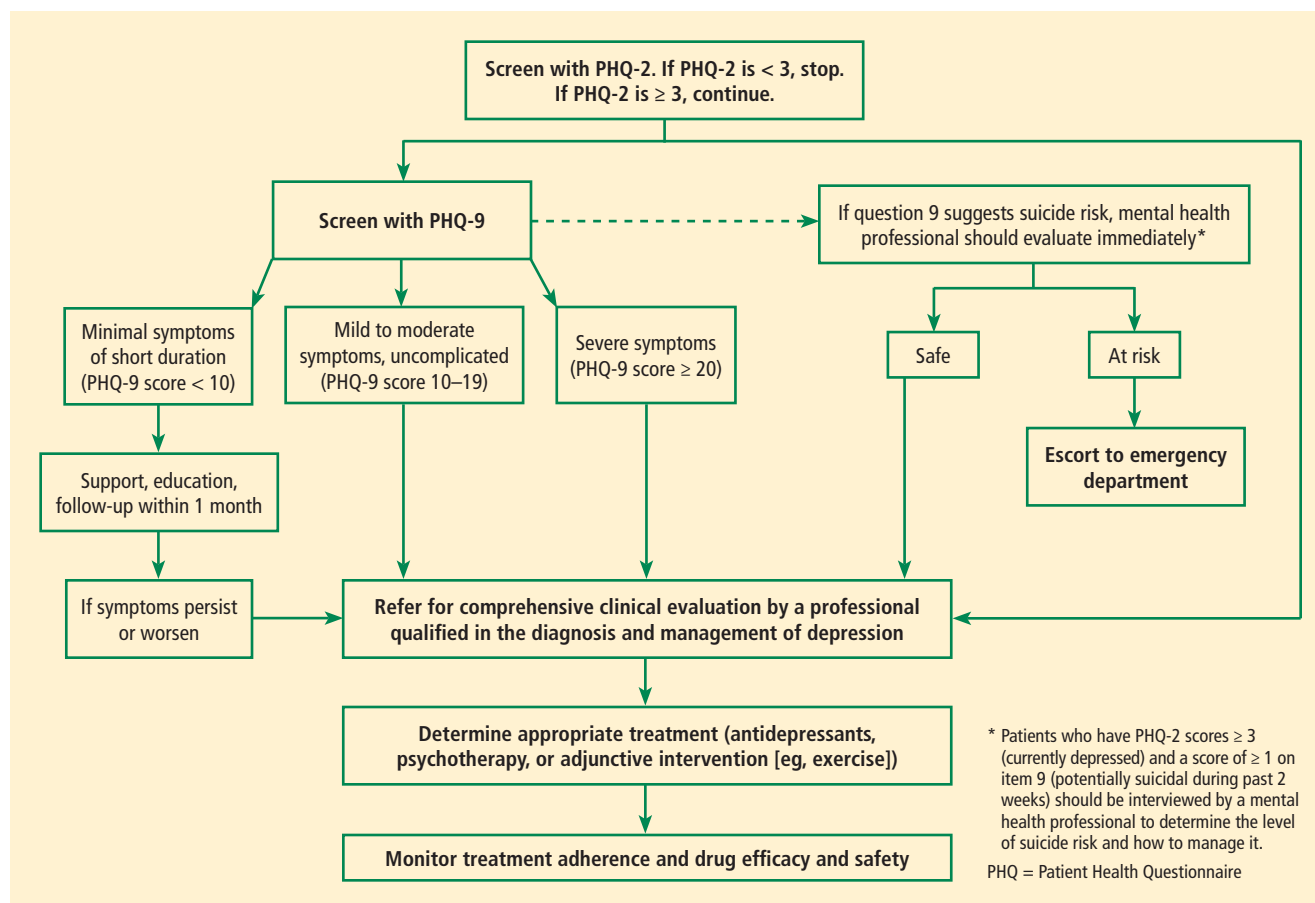 Screen with PHQ-2. If PHQ-2 is < 3, stop.
If PHQ-2 is ≥ 3, continue.
Screen with PHQ-9
If question 9 suggests suicide risk, mental health
professional should evaluate immediately*
Minimal symptoms
of short duration
(PHQ-9 score < 10)
Mild to moderate
symptoms, uncomplicated
(PHQ-9 score 10–19)
Severe symptoms
(PHQ-9 score ≥ 20)
Safe
At risk
Support, education,
follow-up within 1 month
Escort to emergency
department
If symptoms persist
or worsen
Refer for comprehensive clinical evaluation by a professional
qualified in the diagnosis and management of depression
Determine appropriate treatment (antidepressants,
psychotherapy, or adjunctive intervention [eg, exercise])
Monitor treatment adherence and drug efficacy and safety
* Patients who have PHQ-2 scores ≥ 3
(currently depressed) and a score of ≥ 1 on
item 9 (potentially suicidal during past 2
weeks) should be interviewed by a mental
health professional to determine the level
of suicide risk and how to manage it.
PHQ = Patient Health Questionnaire